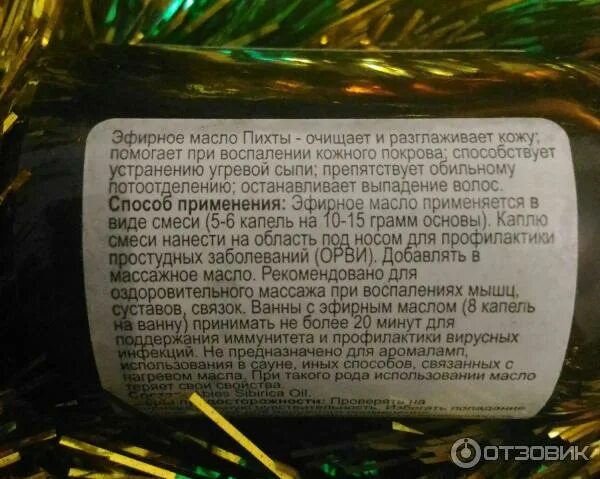 Эфирное масло Пихты - очищает и разглаживает кожу;
помогает при воспалении кожного покрова; способствует
устранению угревой сыпи; препятствует обильному
потоотделению; останавливает выпадение волос.
Способ применения: Эфирное масло применяется в
виде смеси (5-6 капель на 10-15 грамм основы). Каплю
смеси нанести на область под носом для профилактики
простудных заболеваний (ОРВИ). Добавлять в
массажное масло. Рекомендовано для
оздоровительного массажа при воспалениях мышц,
суставов, связок. Ванны с эфирным маслом (8 капель
на ванну) принимать не более 20 минут для
поддержания иммунитета и профилактики вирусных
инфекций. Не предназначено для аромаламп,
использования в сауне, иных способов, связанных с
нагревом масла. При такого рода использовании масло
теряет свои свойства.
Sibirica Oil.
предосторожности: Проверять на
чувствительность. Избегать попадание
ОТЗОВИК